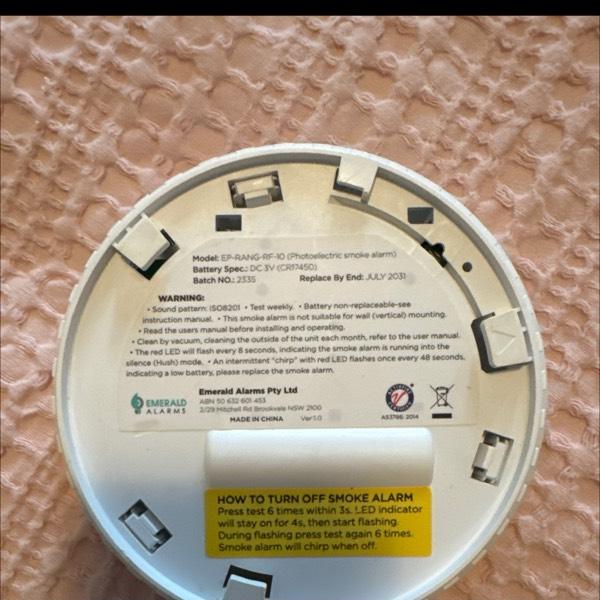 Model: EP-RANG-RF-10 (Photoelectric smoke alarm)
Battery Spec.: DC 3V (CR17450)
Batch NO.: 2335 Replace By End: JULY 2031
WARNING:
• Sound pattern: ISO8201 • Test weekly. • Battery non-replaceable-see
instruction manual. • This smoke alarm is not suitable for wall (vertical) mounting.
• Read the users manual before installing and operating.
• Clean by vacuum, cleaning the outside of the unit each month, refer to the user manual.
• The red LED will flash every 8 seconds, indicating the smoke alarm is running into the
silence (Hush) mode. • An intermittent "chirp" with red LED flashes once every 48 seconds,
indicating a low battery, please replace the smoke alarm.
EMERALD
ALARMS
Emerald Alarms Pty Ltd
ABN 50 632 601 453
2/29 Mitchell Rd Brookvale NSW 2100
MADE IN CHINA Ver1.0
AS3786: 2014
HOW TO TURN OFF SMOKE ALARM
Press test 6 times within 3s. LED indicator
will stay on for 4s, then start flashing.
During flashing press test again 6 times.
Smoke alarm will chirp when off.